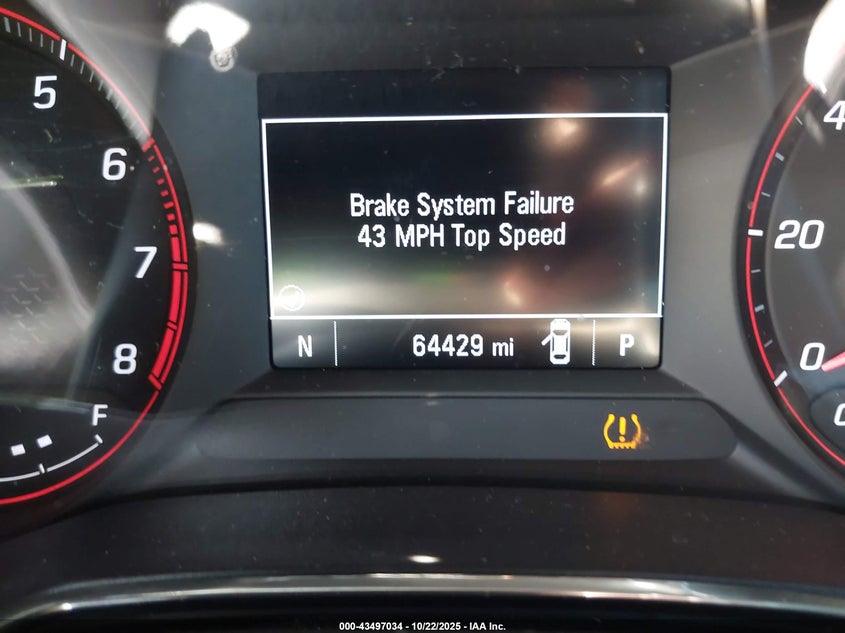 5
6
7
8
F
Brake System Failure
43 MPH Top Speed
N 64429 mi P
4
20
0
000-43497034 - 10/22/2025 - IAA Inc.